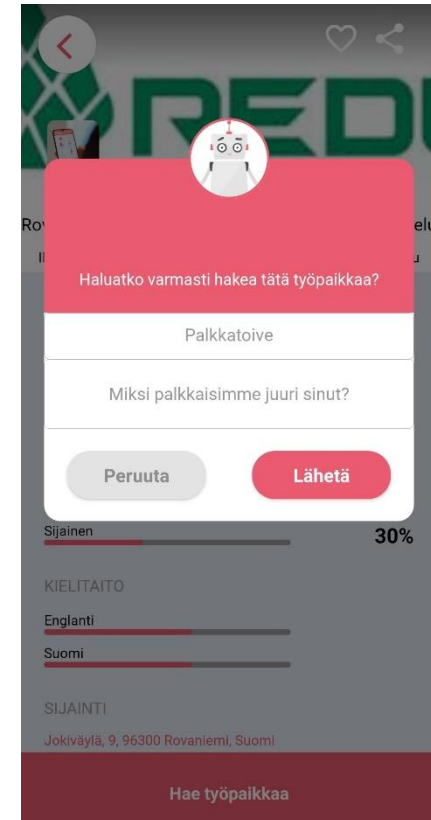 REDU
Haluatko varmasti hakea tätä työpaikkaa?
Palkkatoive
Miksi palkkaisimme juuri sinut?
Peruuta
Lähetä
Sijainen
30%
KIELITAITO
Englanti
Suomi
SIJAINTI
Jokiväylä, 9, 96300 Rovaniemi, Suomi
Hae työpaikkaa